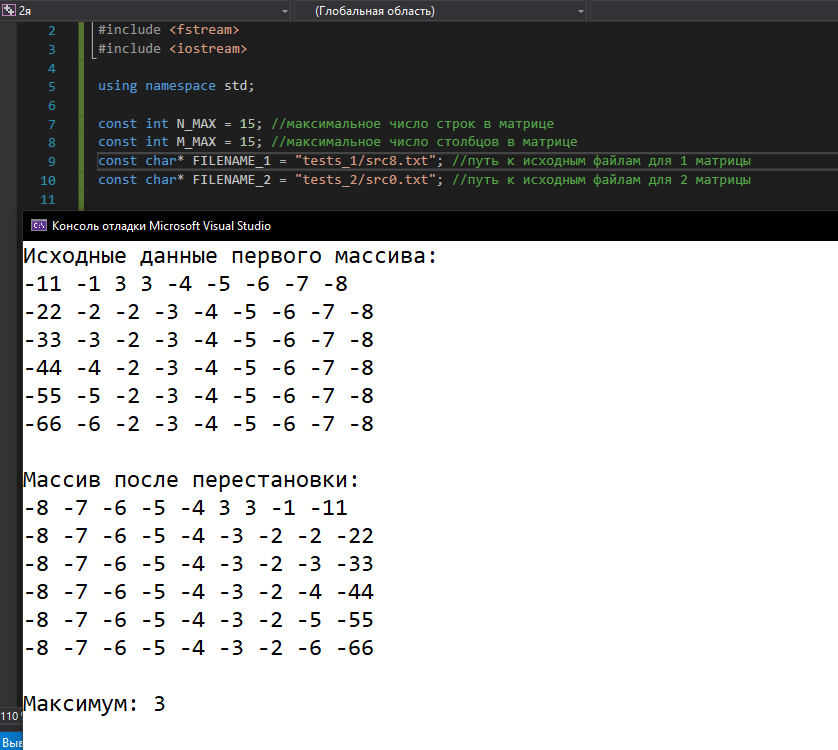 2я (Глобальная область)
2 #include <fstream>
3 #include <iostream>
4
5 using namespace std;
6
7 const int N_MAX = 15; //максимальное число строк в матрице
8 const int M_MAX = 15; //максимальное число столбцов в матрице
9 const char* FILENAME_1 = "tests_1/src8.txt"; //путь к исходным файлам для 1 матрицы
10 const char* FILENAME_2 = "tests_2/src0.txt"; //путь к исходным файлам для 2 матрицы
11
Консоль отладки Microsoft Visual Studio
Исходные данные первого массива:
-11 -1 3 3 -4 -5 -6 -7 -8
-22 -2 -2 -3 -4 -5 -6 -7 -8
-33 -3 -2 -3 -4 -5 -6 -7 -8
-44 -4 -2 -3 -4 -5 -6 -7 -8
-55 -5 -2 -3 -4 -5 -6 -7 -8
-66 -6 -2 -3 -4 -5 -6 -7 -8
Массив после перестановки:
-8 -7 -6 -5 -4 3 3 -1 -11
-8 -7 -6 -5 -4 -3 -2 -2 -22
-8 -7 -6 -5 -4 -3 -2 -3 -33
-8 -7 -6 -5 -4 -3 -2 -4 -44
-8 -7 -6 -5 -4 -3 -2 -5 -55
-8 -7 -6 -5 -4 -3 -2 -6 -66
Максимум: 3
110